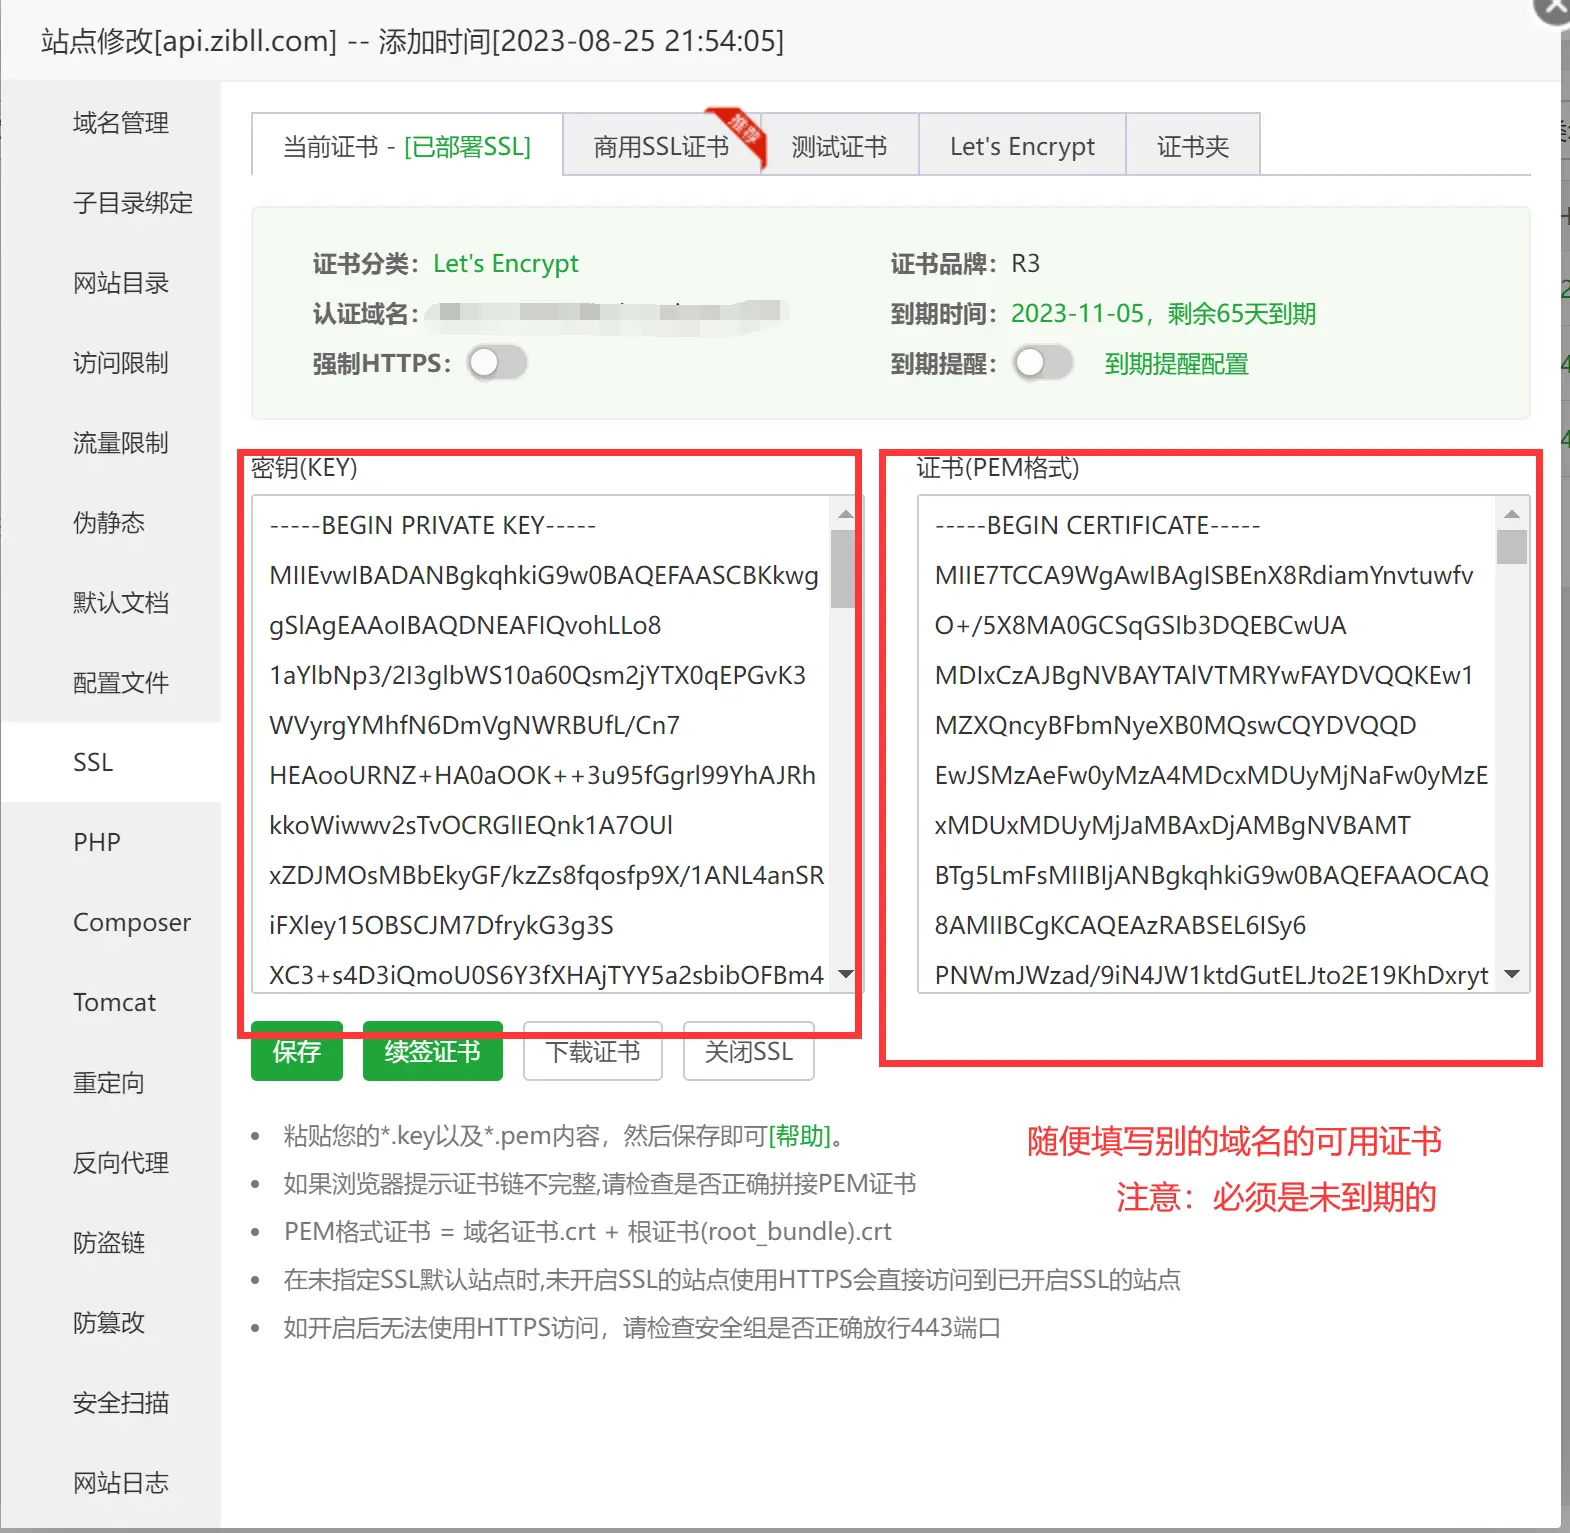 站点修改[api.zibll.com] -- 添加时间[2023-08-25 21:54:05]
域名管理
子目录绑定
网站目录
访问限制
流量限制
伪静态
默认文档
配置文件
SSL
PHP
Composer
Tomcat
重定向
反向代理
防盗链
防篡改
安全扫描
网站日志
当前证书 - [已部署SSL]
商用SSL证书
推荐
测试证书
Let's Encrypt
证书夹
证书分类： Let's Encrypt
证书品牌： R3
认证域名：
到期时间： 2023-11-05，剩余65天到期
强制HTTPS：
到期提醒： 到期提醒配置
密钥(KEY)
-----BEGIN PRIVATE KEY-----
MIIEvwIBADANBgkqhkiG9w0BAQEFAASCBKkwg
gSlAgEAAoIBAQDNEAFIQvohLLo8
1aYlbNp3/2I3glbWS10a60Qsm2jYTX0qEPGvK3
WVyrgYMhfN6DmVgNWRBUfL/Cn7
HEAooURNZ+HA0aOOK++3u95fGgrl99YhAJRh
kkoWiwwv2sTvOCRGlIEQnk1A7OUl
xZDJMOsMBbEkyGF/kzZs8fqosfp9X/1ANL4anSR
iFXley15OBSCJM7DfrykG3g3S
XC3+s4D3iQmoU0S6Y3fXHAjTYY5a2sbibOFBm4
证书(PEM格式)
-----BEGIN CERTIFICATE-----
MIIE7TCCA9WgAwIBAgISBEnX8RdiamYnvtuwfv
O+/5X8MA0GCSqGSIb3DQEBCwUA
MDIxCzAJBgNVBAYTAlVTMRYwFAYDVQQKEw1
MZXQncyBFbmNyeXB0MQswCQYDVQQD
EwJSMzAeFw0yMzA4MDcxMDUyMjNaFw0yMzE
xMDUxMDUyMjJaMBAxDjAMBgNVBAMT
BTg5LmFsMIIBIjANBgkqhkiG9w0BAQEFAAOCAQ
8AMIIBCgKCAQEAzRABSEL6ISy6
PNWmJWzad/9iN4JW1ktdGutELJto2E19KhDxryt
保存
续签证书
下载证书
关闭SSL
粘贴您的*.key以及*.pem内容，然后保存即可[帮助]。
如果浏览器提示证书链不完整,请检查是否正确拼接PEM证书
PEM格式证书 = 域名证书.crt + 根证书(root_bundle).crt
在未指定SSL默认站点时,未开启SSL的站点使用HTTPS会直接访问到已开启SSL的站点
如开启后无法使用HTTPS访问，请检查安全组是否正确放行443端口
随便填写别的域名的可用证书
注意：必须是未到期的